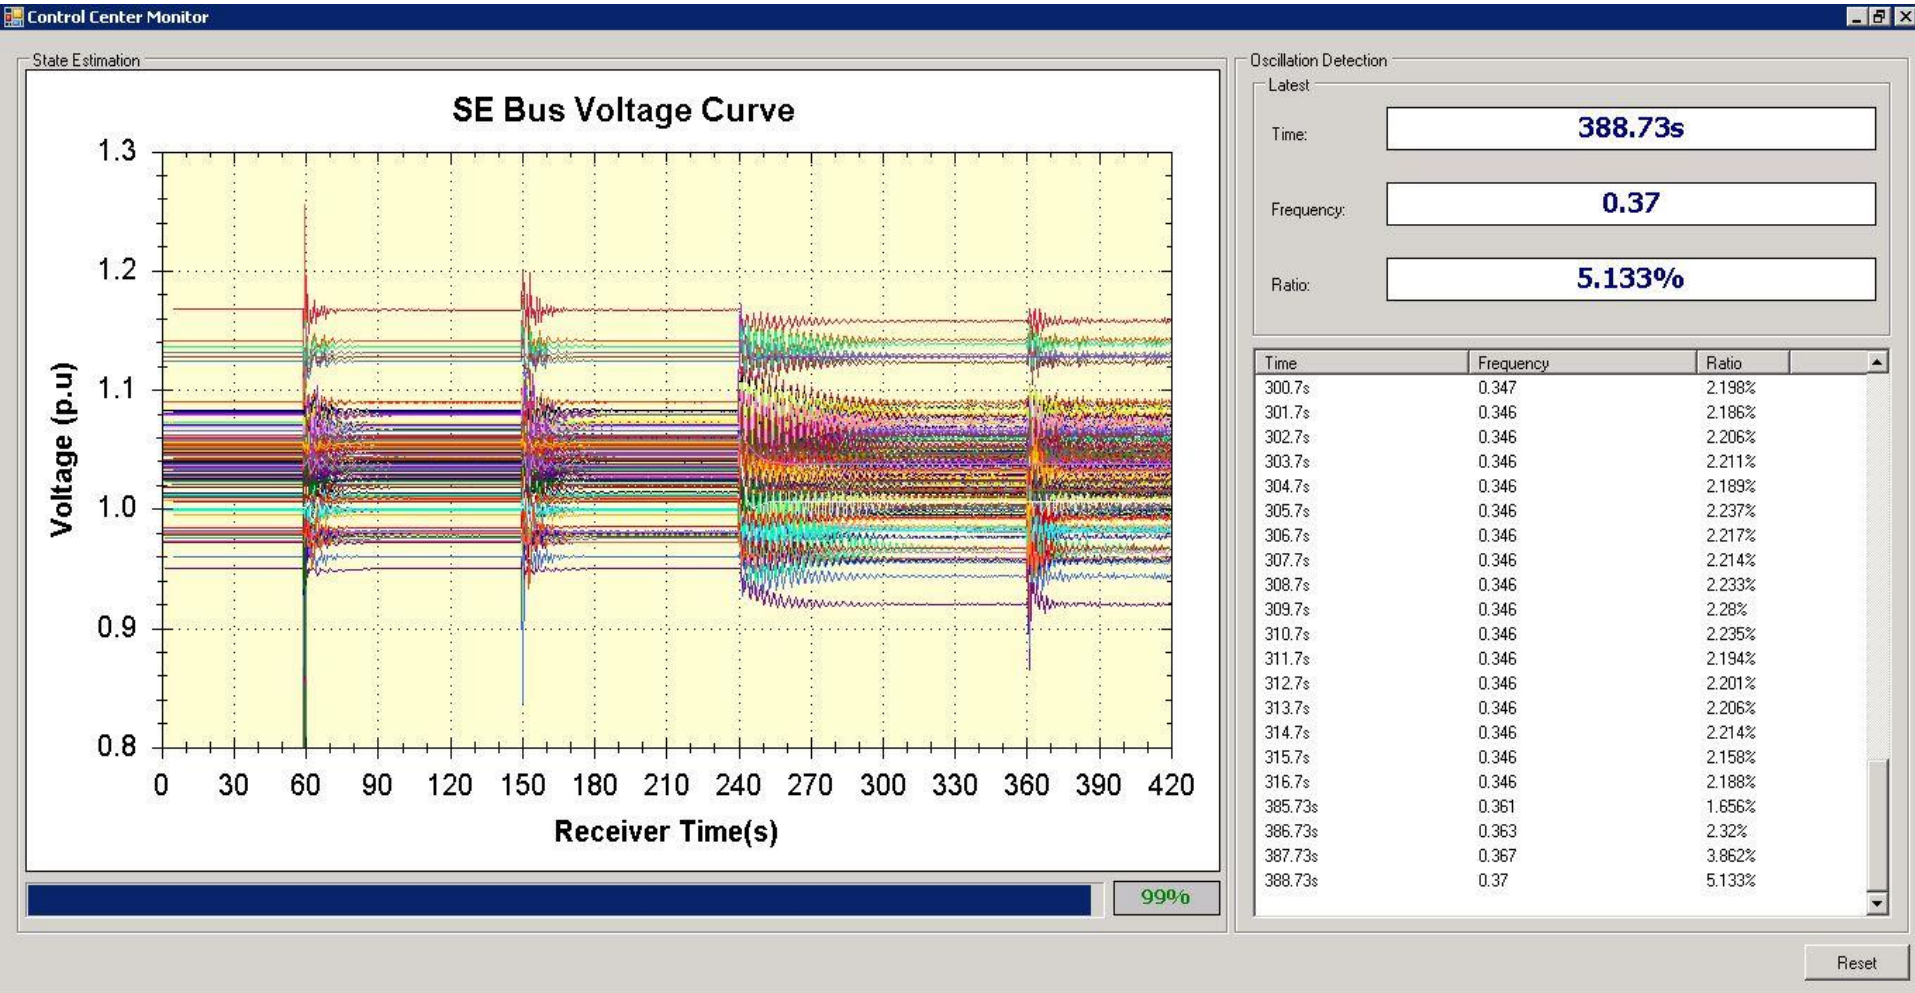 Control Center Monitor
State Estimation
SE Bus Voltage Curve
1.3
1.2
1.1
1.0
0.9
0.8
Voltage (p.u)
0 30 60 90 120 150 180 210 240 270 300 330 360 390 420
Receiver Time(s)
99%
Oscillation Detection
Latest
Time: 388.73s
Frequency: 0.37
Ratio: 5.133%
Time Frequency Ratio
300.7s 0.347 2.198%
301.7s 0.346 2.186%
302.7s 0.346 2.206%
303.7s 0.346 2.211%
304.7s 0.346 2.189%
305.7s 0.346 2.237%
306.7s 0.346 2.217%
307.7s 0.346 2.214%
308.7s 0.346 2.233%
309.7s 0.346 2.28%
310.7s 0.346 2.235%
311.7s 0.346 2.194%
312.7s 0.346 2.201%
313.7s 0.346 2.206%
314.7s 0.346 2.214%
315.7s 0.346 2.158%
316.7s 0.346 2.188%
385.73s 0.361 1.656%
386.73s 0.363 2.32%
387.73s 0.367 3.862%
388.73s 0.37 5.133%
Reset